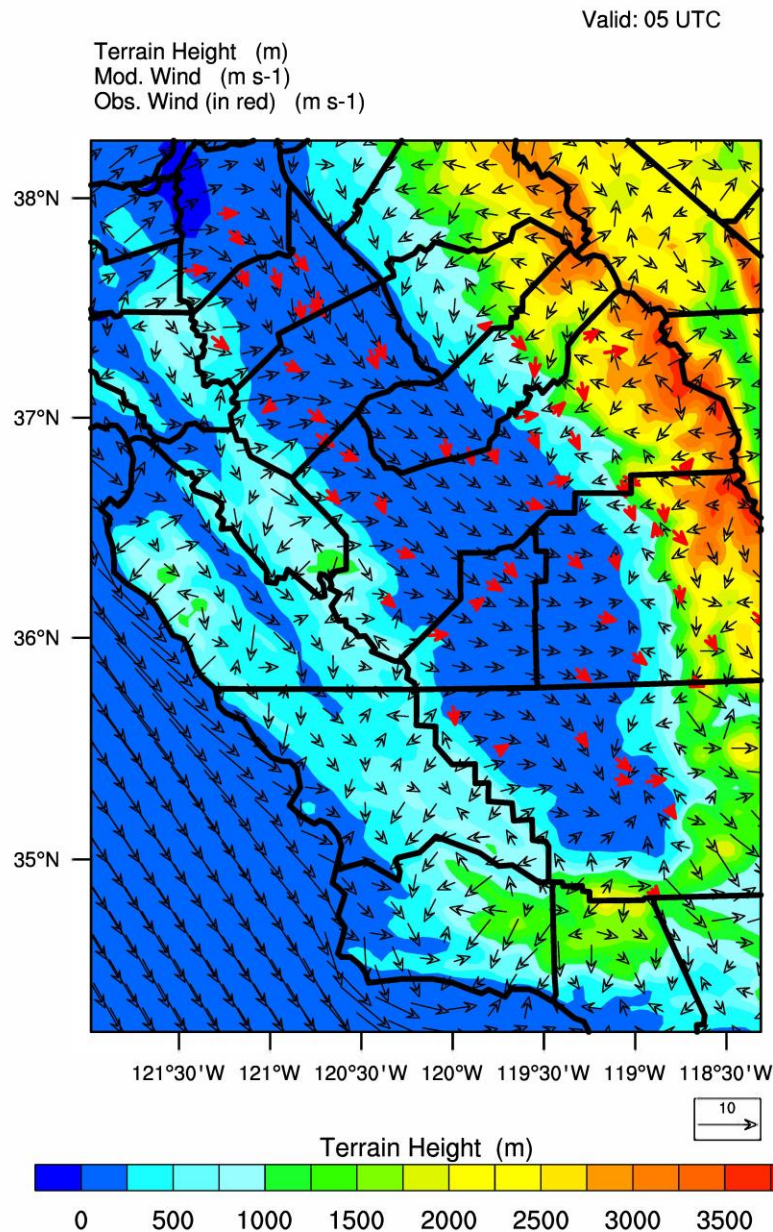 Valid: 05 UTC
Terrain Height (m)
Mod. Wind (m s-1)
Obs. Wind (in red) (m s-1)
38°N
37°N
36°N
35°N
121°30'W 121°W 120°30'W 120°W 119°30'W 119°W 118°30'W
10
Terrain Height (m)
0 500 1000 1500 2000 2500 3000 3500